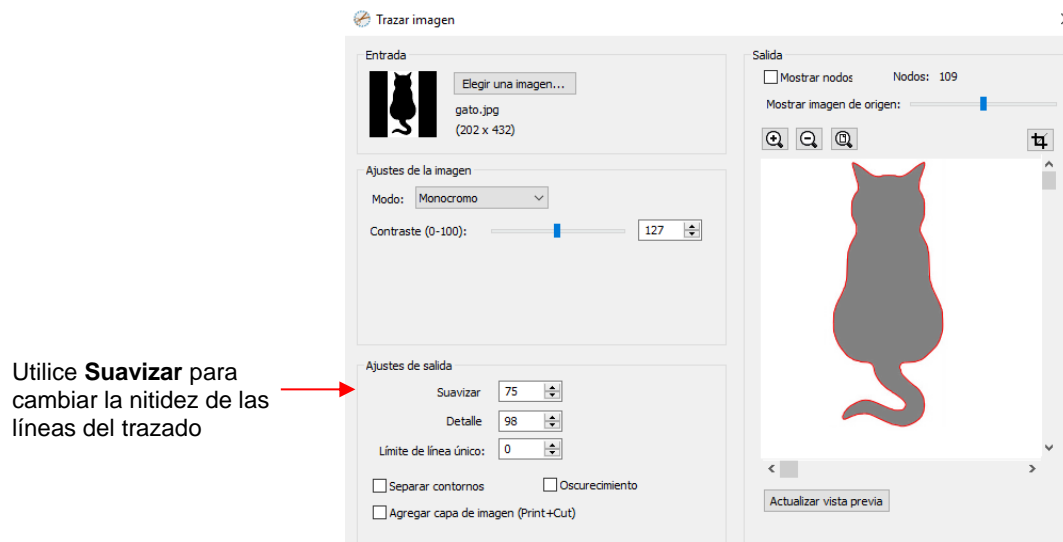 Trazar imagen
Entrada
Elegir una imagen...
gato.jpg
(202 x 432)
Ajustes de la imagen
Modo: Monocromo
Contraste (0-100): 127
Utilice Suavizar para
cambiar la nitidez de las
líneas del trazado
Ajustes de salida
Suavizar 75
Detalle 98
Límite de línea único: 0
Separar contornos Oscurecimiento
Agregar capa de imagen (Print+Cut)
Salida
Mostrar nodos Nodos: 109
Mostrar imagen de origen:
Actualizar vista previa